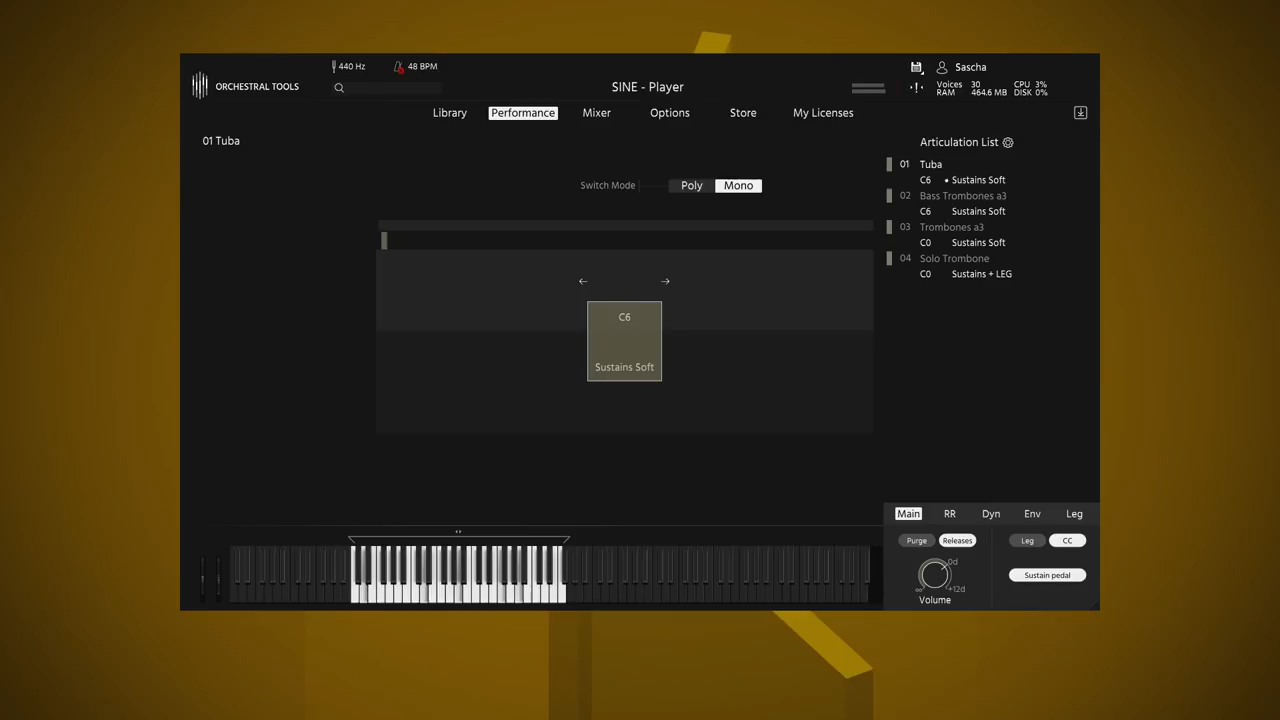 440 Hz
48 BPM
ORCHESTRAL TOOLS
SINE - Player
Sascha
Voices 30 CPU 3%
RAM 464.6 MB DISK 0%
Library Performance Mixer Options Store My Licenses
01 Tuba
Switch Mode Poly Mono
C6
Sustains Soft
Articulation List
01 Tuba
C6 • Sustains Soft
02 Bass Trombones a3
C6 Sustains Soft
03 Trombones a3
C0 Sustains Soft
04 Solo Trombone
C0 Sustains + LEG
Main RR Dyn Env Leg
Purge Releases Leg CC
0d
Sustain pedal
∞ +12d
Volume